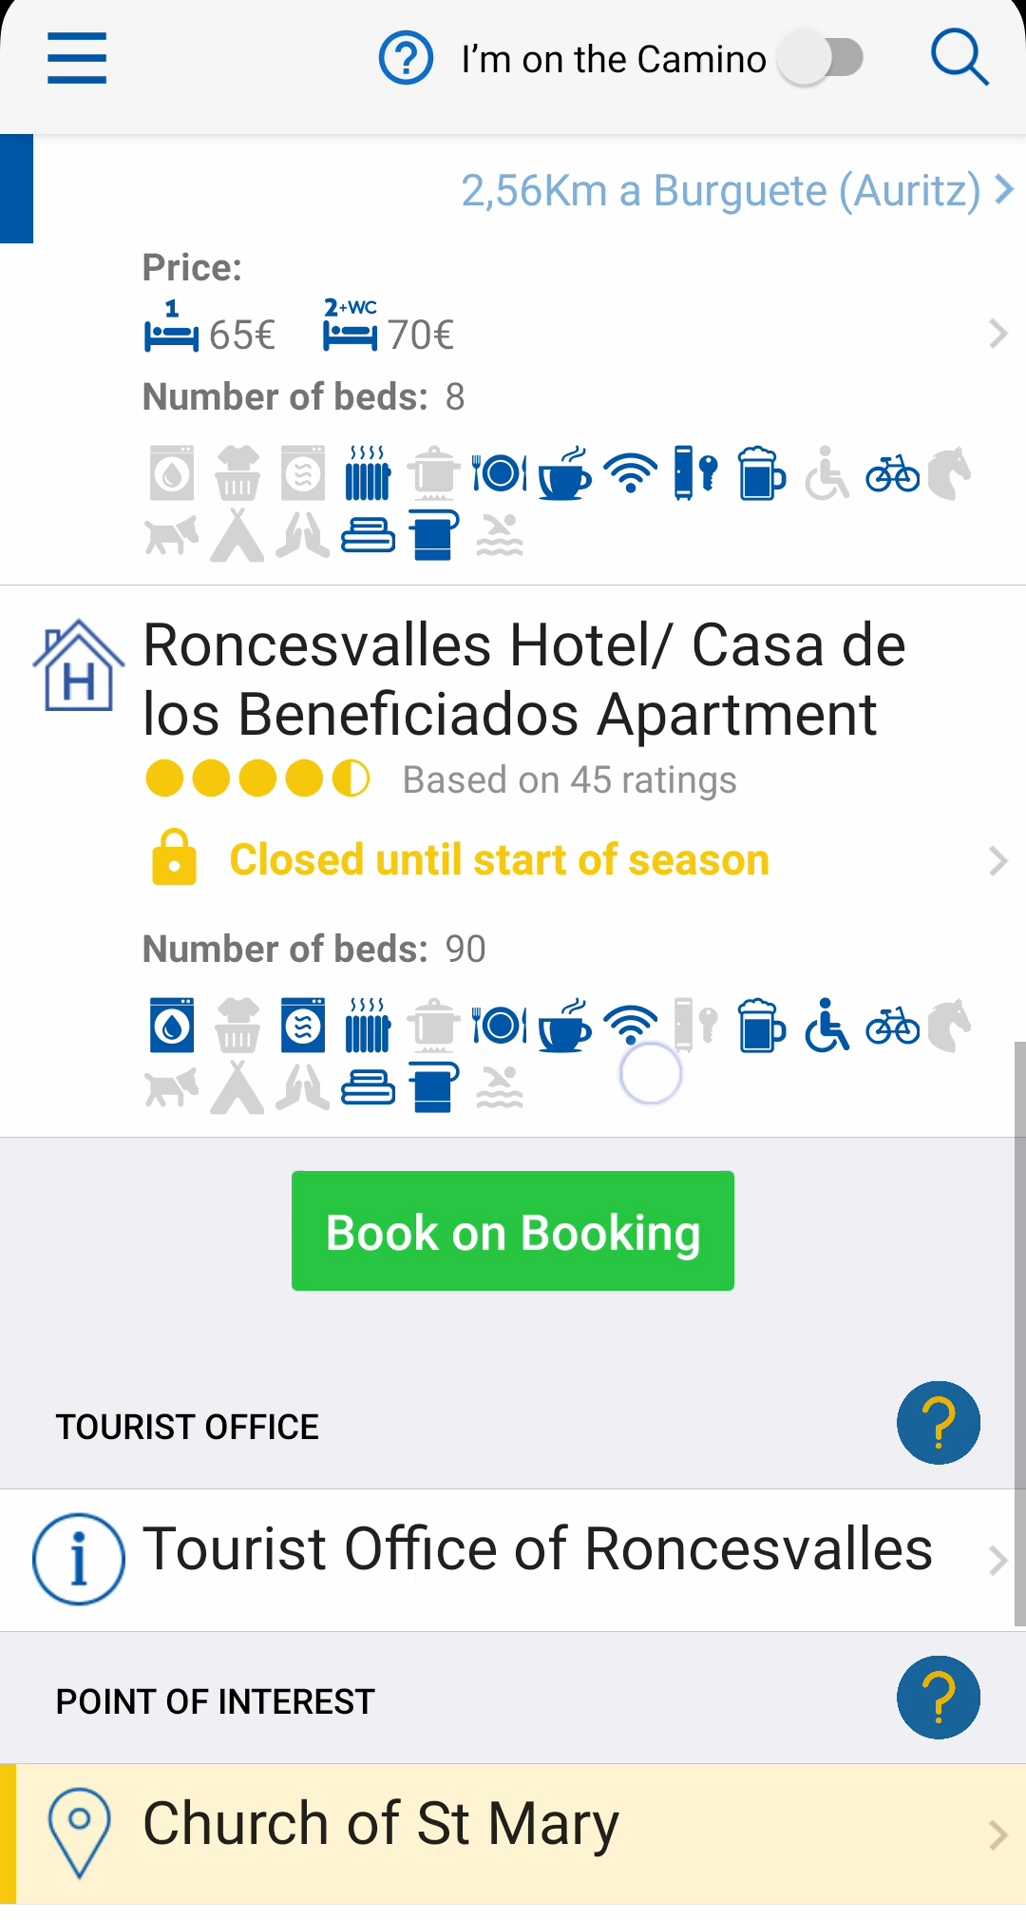 I’m on the Camino
2,56Km a Burguete (Auritz)
Price:
1 65€ 2+WC 70€
Number of beds: 8
Roncesvalles Hotel/ Casa de
los Beneficiados Apartment
Based on 45 ratings
Closed until start of season
Number of beds: 90
Book on Booking
TOURIST OFFICE
?
Tourist Office of Roncesvalles
POINT OF INTEREST
?
Church of St Mary